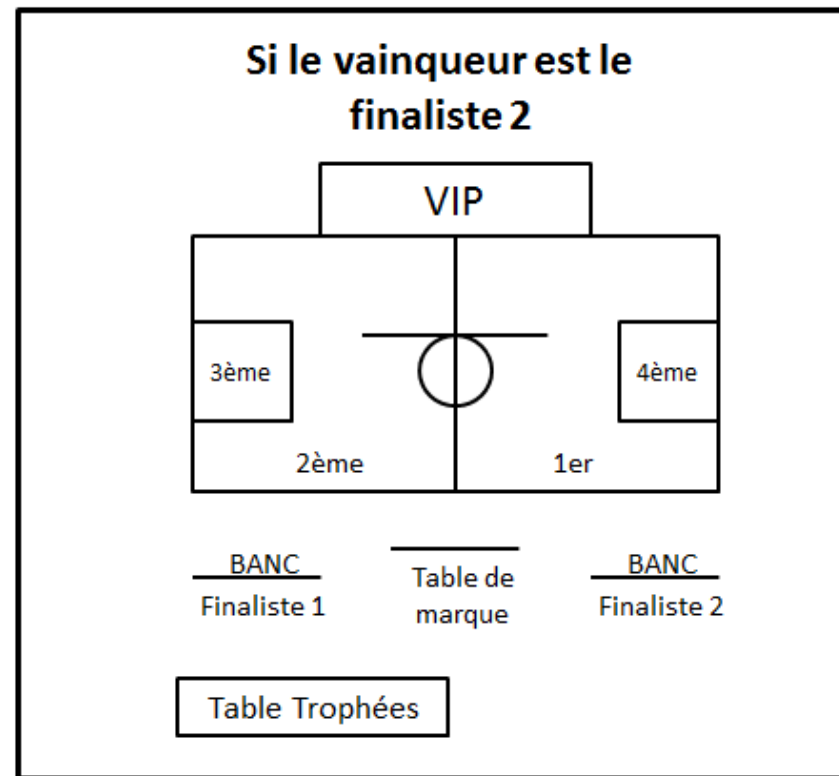 Si le vainqueur est le
finaliste 2
VIP
3ème
4ème
2ème
1er
BANC
Finaliste 1
Table de
marque
BANC
Finaliste 2
Table Trophées